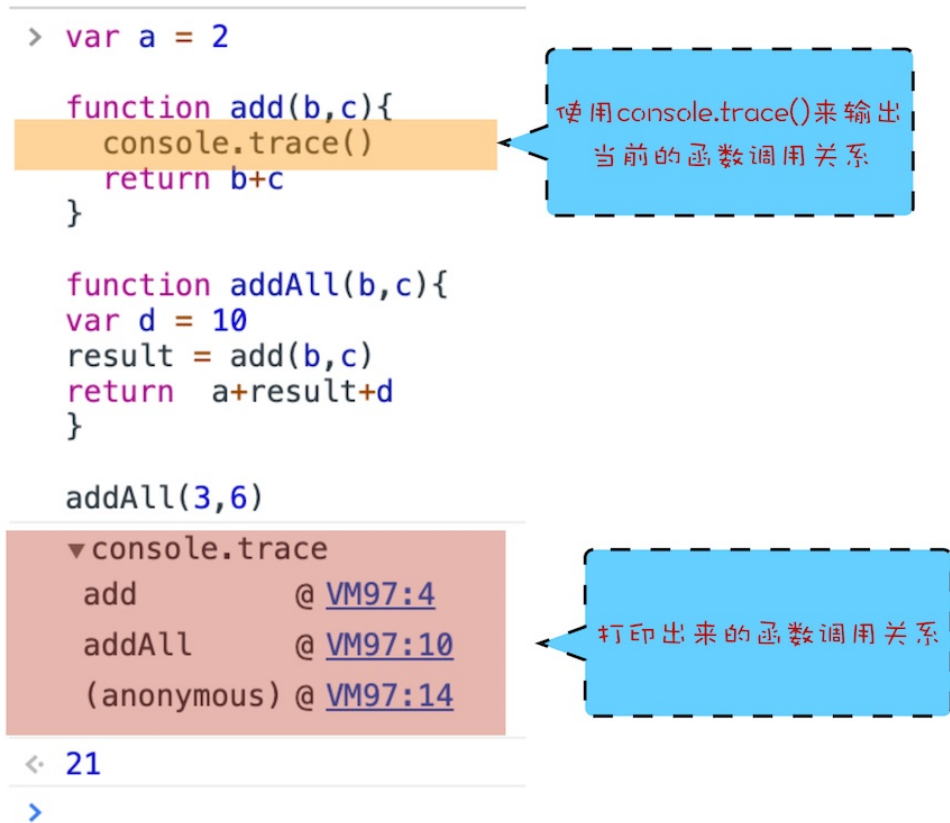 > var a = 2
function add(b,c){
console.trace()
return b+c
}
使用console.trace()来输出
当前的函数调用关系
function addAll(b,c){
var d = 10
result = add(b,c)
return  a+result+d
}
addAll(3,6)
▼console.trace
add @ VM97:4
addAll @ VM97:10
(anonymous) @ VM97:14
打印出来的函数调用关系
21